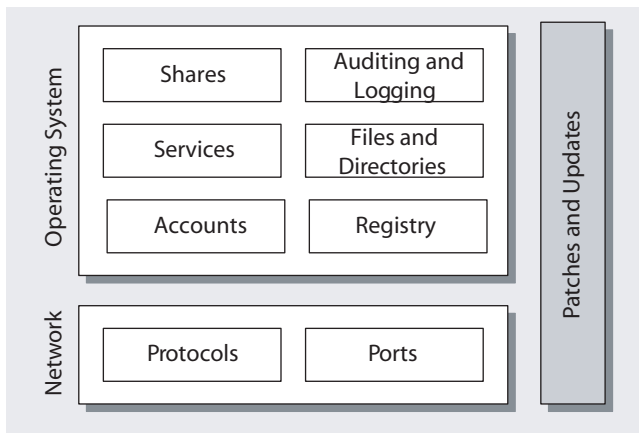 Operating System
Shares
Auditing and
Logging
Services
Files and
Directories
Accounts
Registry
Network
Protocols
Ports
Patches and Updates